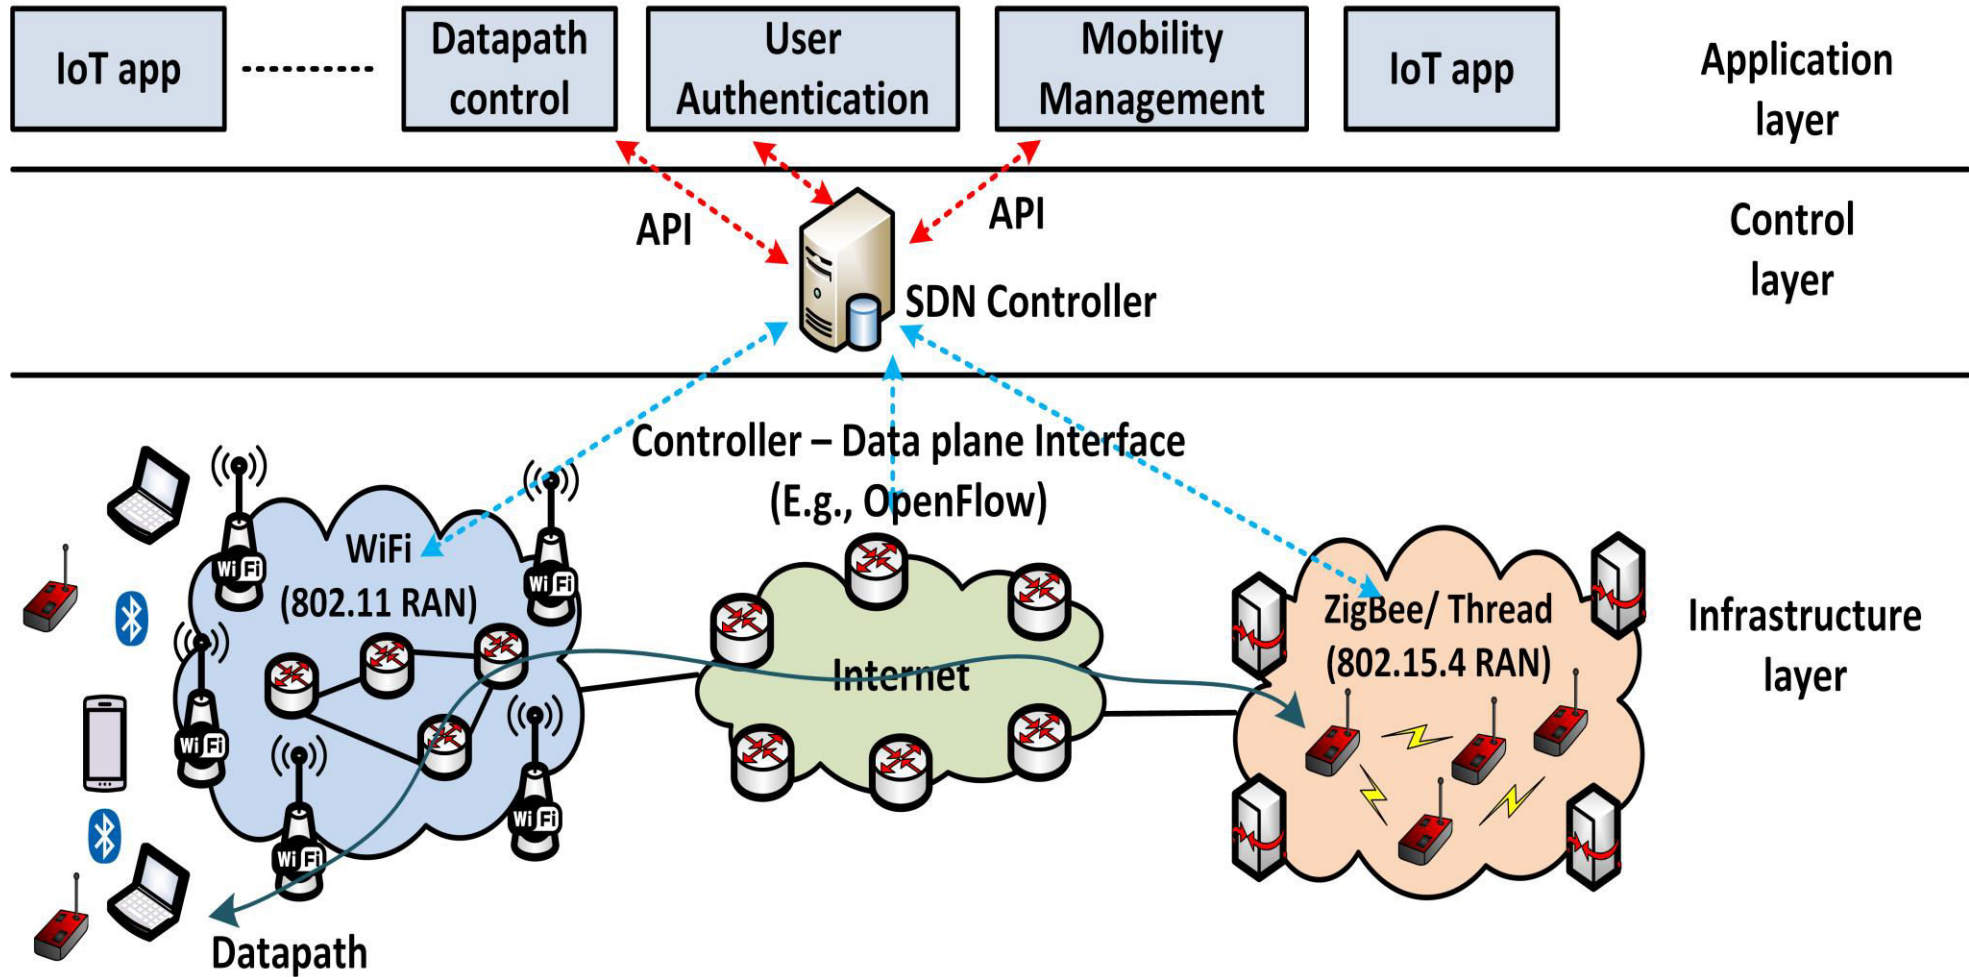 IoT app
Datapath
control
User
Authentication
Mobility
Management
IoT app
Application
layer
API
API
Control
layer
SDN Controller
Controller – Data plane Interface
(E.g., OpenFlow)
WiFi
(802.11 RAN)
Wi Fi
Wi Fi
Wi Fi
Wi Fi
Wi Fi
Internet
ZigBee/ Thread
(802.15.4 RAN)
Infrastructure
layer
Datapath